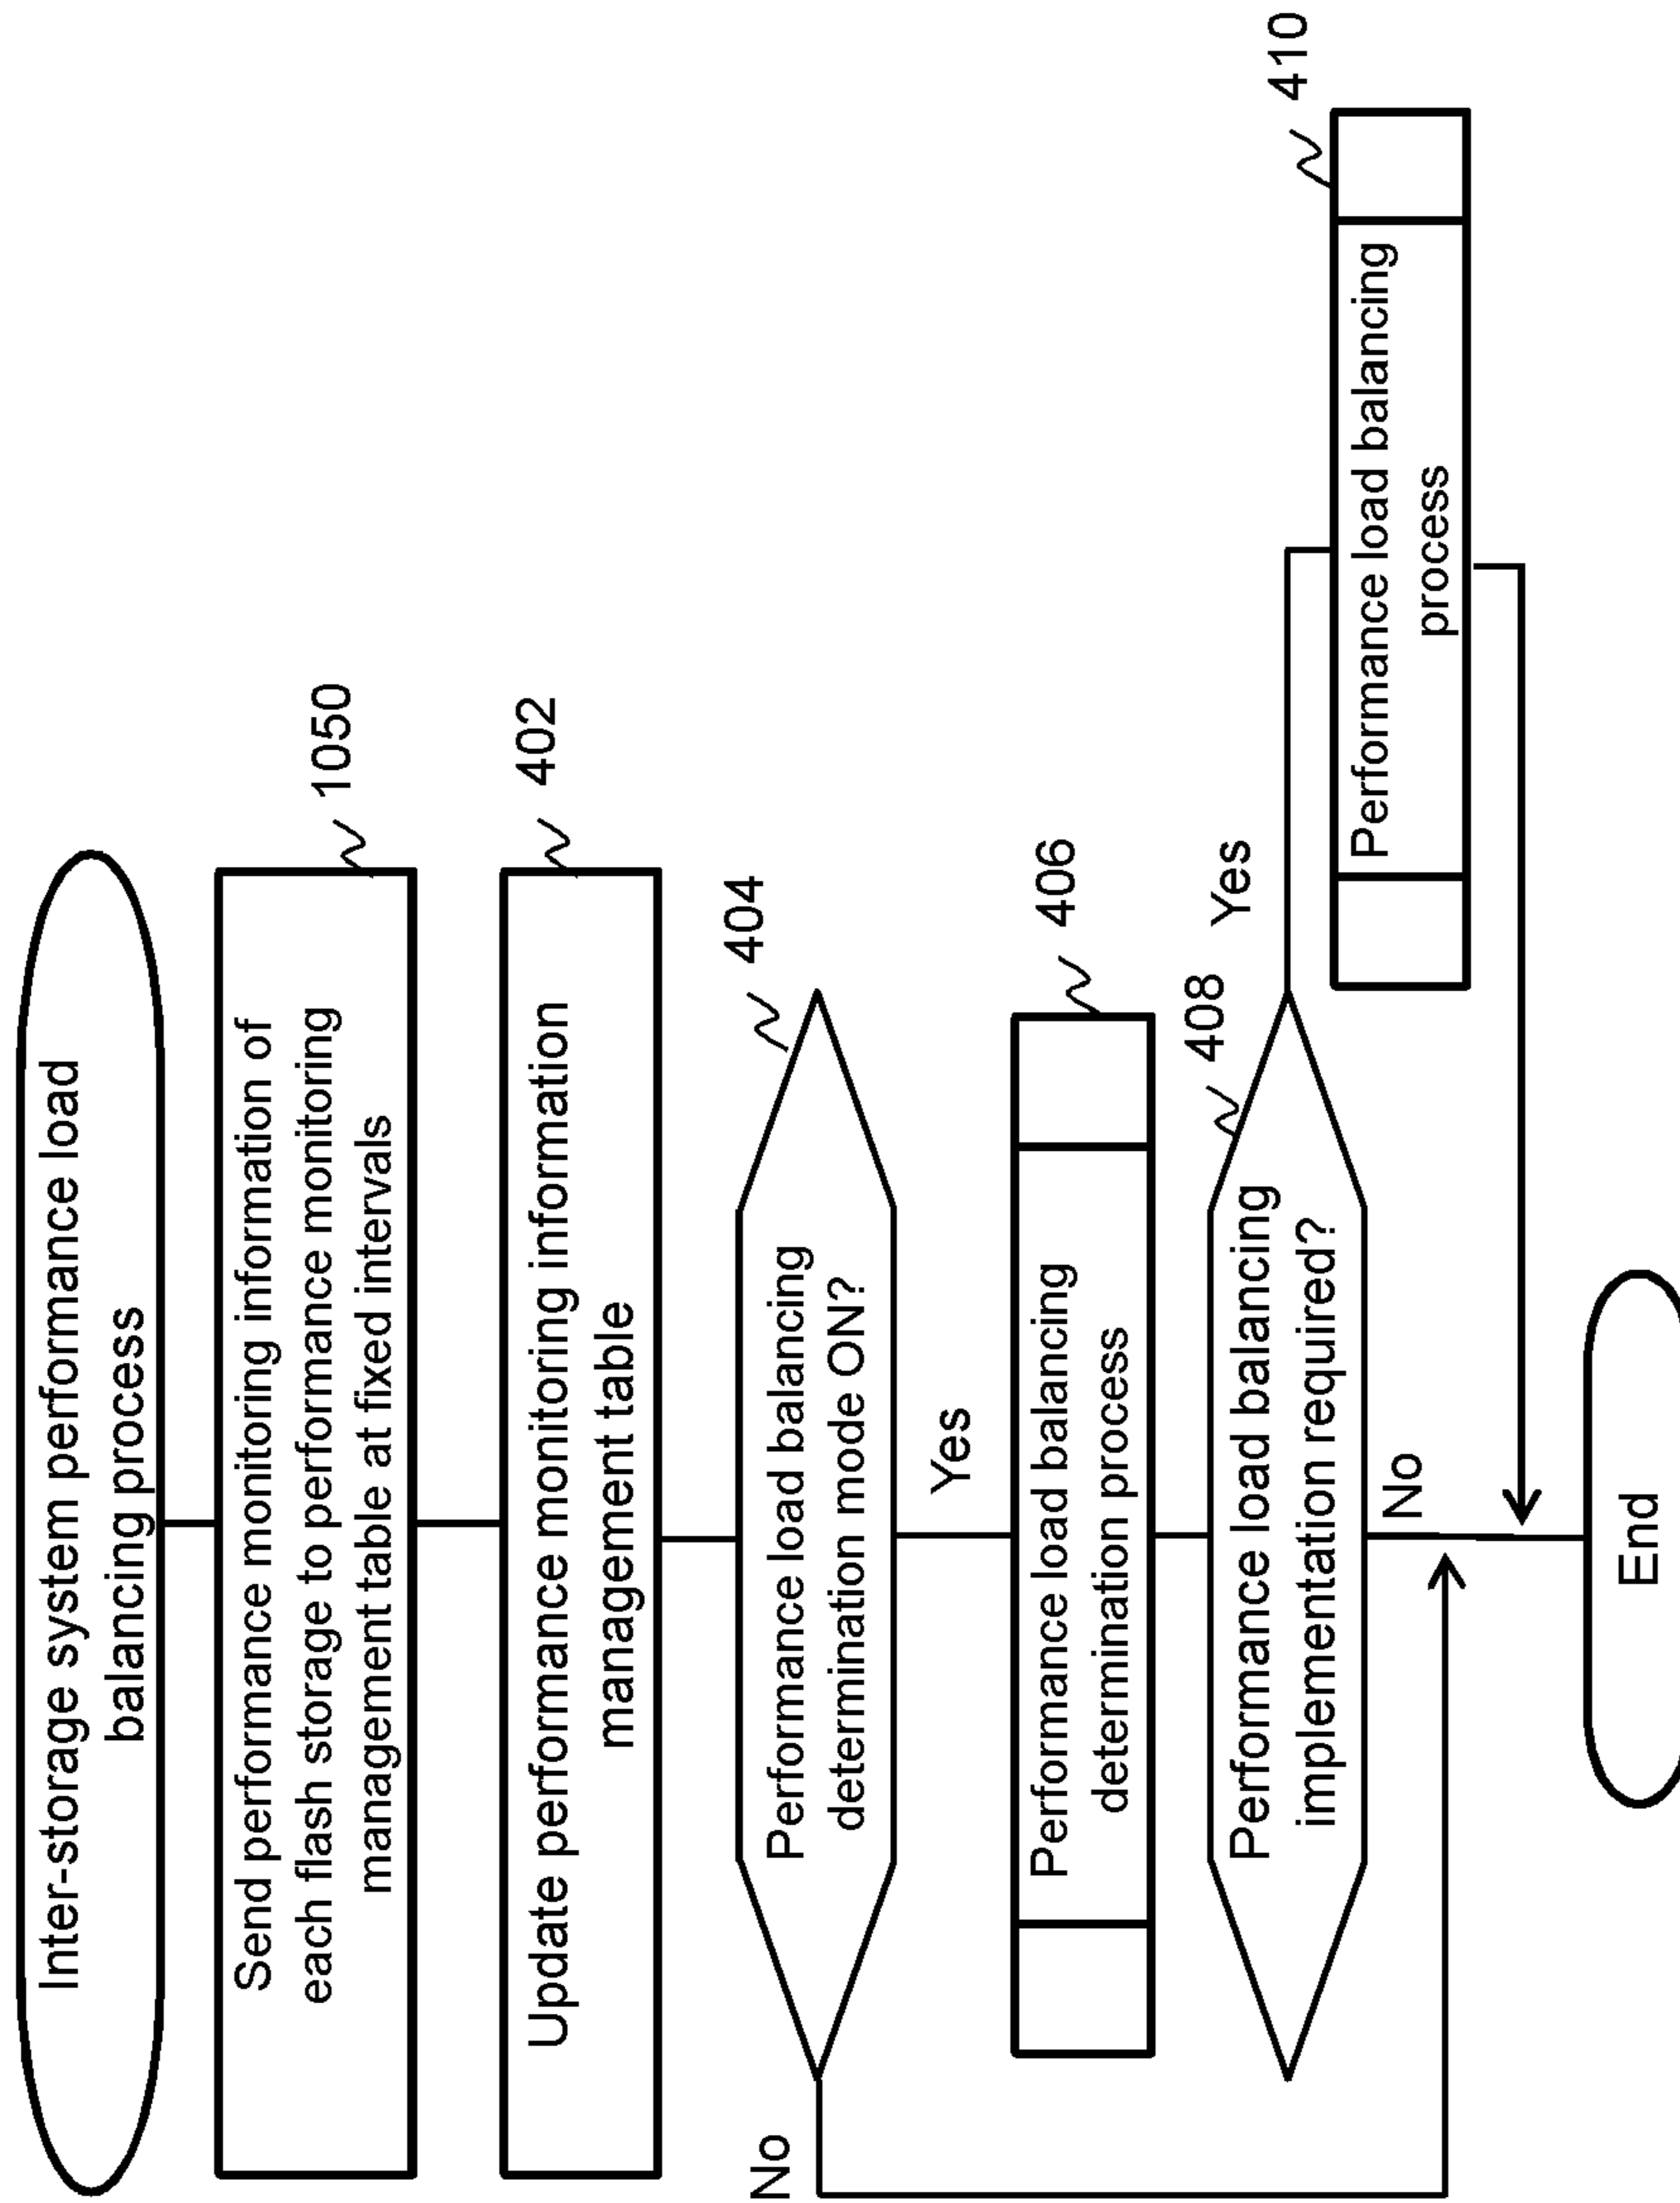 Inter-storage system performance load
balancing process
Send performance monitoring information of
each flash storage to performance monitoring
management table at fixed intervals
1050
Update performance monitoring information
management table
402
Performance load balancing
determination mode ON?
404
No
Yes
Performance load balancing
determination process
406
Performance load balancing
implementation required?
408
Yes
No
Performance load balancing
process
410
End